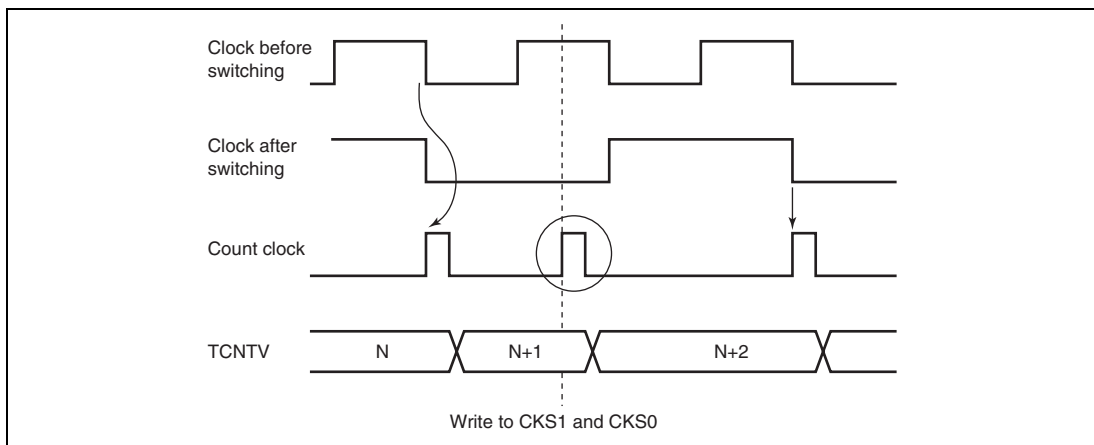 Clock before
switching
Clock after
switching
Count clock
TCNTV
N
N+1
N+2
Write to CKS1 and CKS0